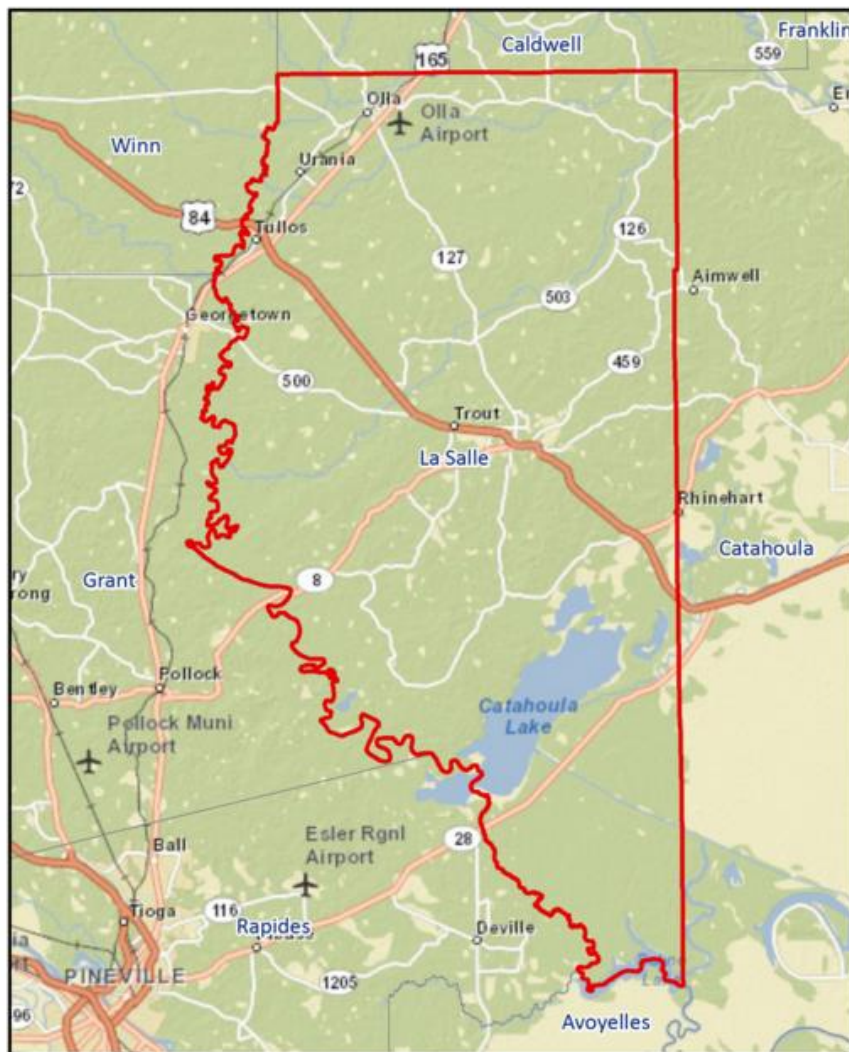 Franklin
Caldwell
165
559
Olla
Olla
Airport
Winn
Urania
84
Tullos
126
127
Aimwell
503
Georgetown
459
500
Trout
La Salle
Rhinehart
Catahoula
Grant
8
rong
Pollock
Bentley
Catahoula
Lake
Pollock Muni
Airport
Ball
Esler Rgnl
Airport
28
Tioga
116
Rapides
Deville
PINEVILLE
1205
Avoyelles